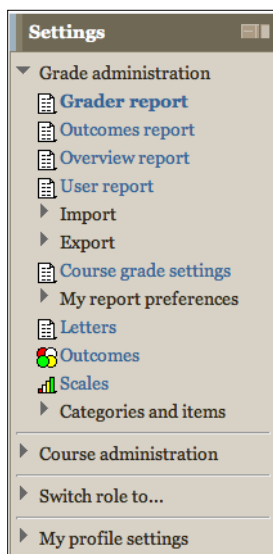 Settings
Grade administration
Grader report
Outcomes report
Overview report
User report
Import
Export
Course grade settings
My report preferences
Letters
Outcomes
Scales
Categories and items
Course administration
Switch role to...
My profile settings